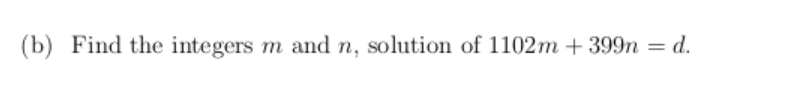 (b) Find the integers m and n, solution of 1102m + 399n = d.